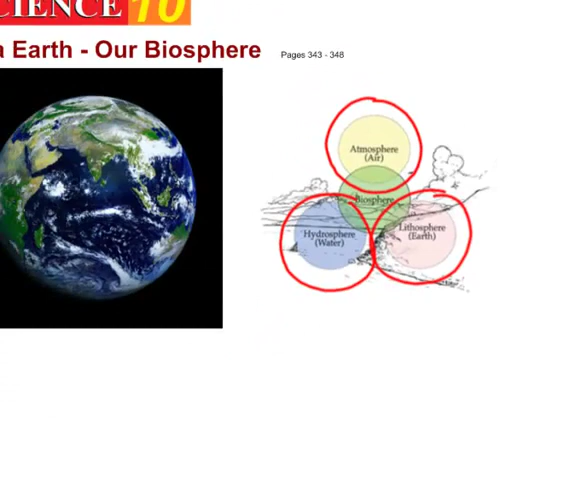 CIENCE 10
a Earth - Our Biosphere
Pages 343 - 348
Atmosphere
(Air)
Biosphere
Hydrosphere
(Water)
Lithosphere
(Earth)